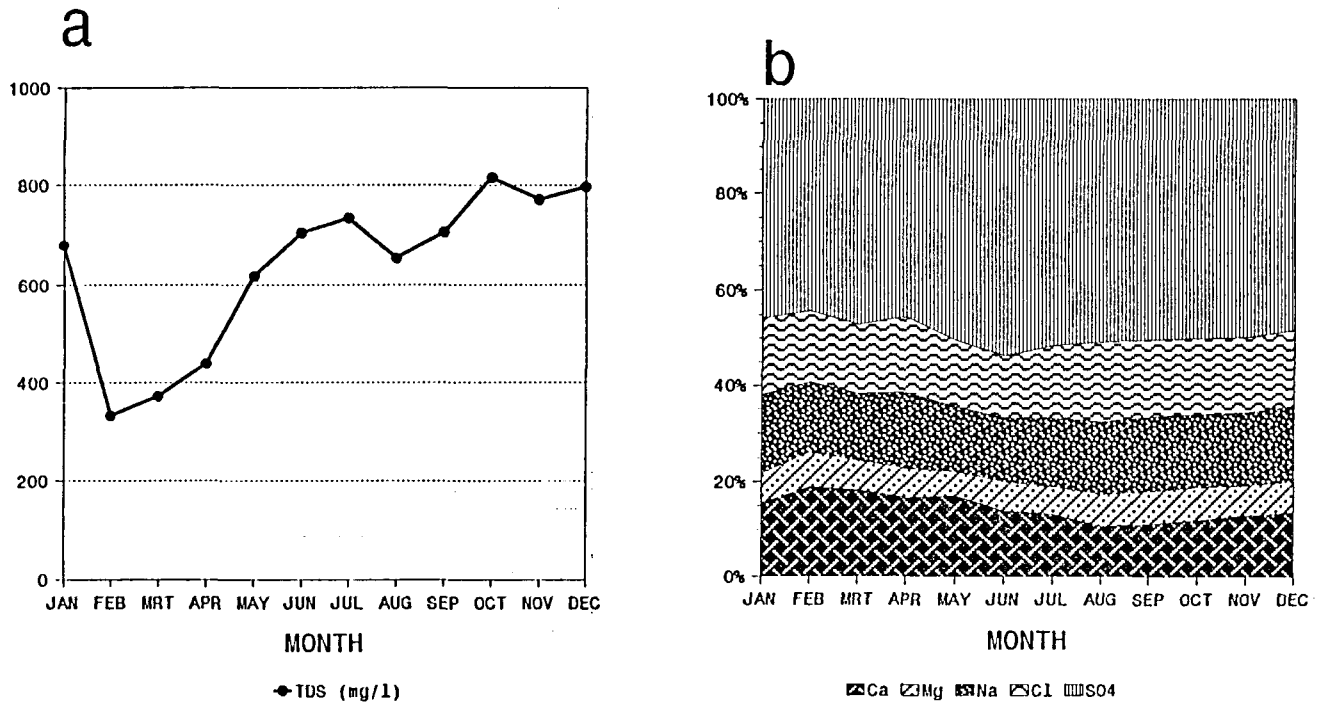 a
1000
800
600
400
200
0
JAN FEB MRT APR MAY JUN JUL AUG SEP OCT NOV DEC
MONTH
TDS (mg/l)
b
100%
80%
60%
40%
20%
0%
JAN FEB MRT APR MAY JUN JUL AUG SEP OCT NOV DEC
MONTH
Ca Mg Na Cl SO4